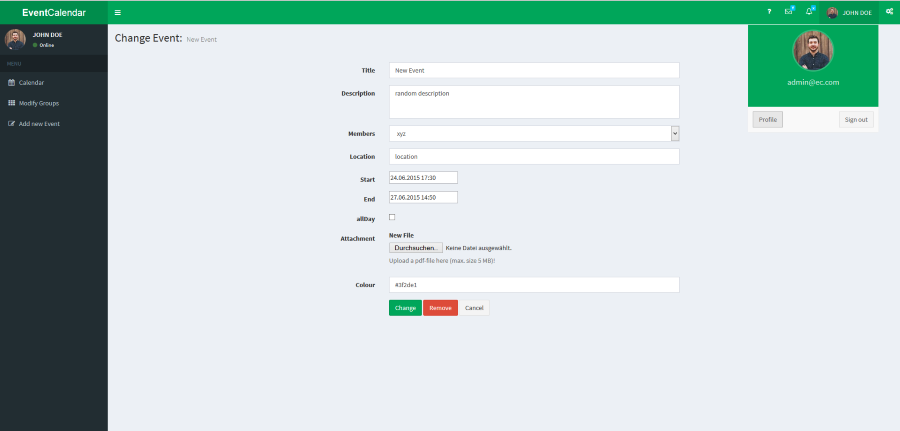 EventCalendar
?
JOHN DOE
JOHN DOE
Online
MENU
Calendar
Modify Groups
Add new Event
Change Event: New Event
Title
New Event
Description
random description
Members
xyz
Location
location
Start
24.06.2015 17:30
End
27.06.2015 14:50
allDay
Attachment
New File
Durchsuchen... Keine Datei ausgewählt.
Upload a pdf-file here (max. size 5 MB)!
Colour
#3f2de1
Change Remove Cancel
admin@ec.com
Profile Sign out